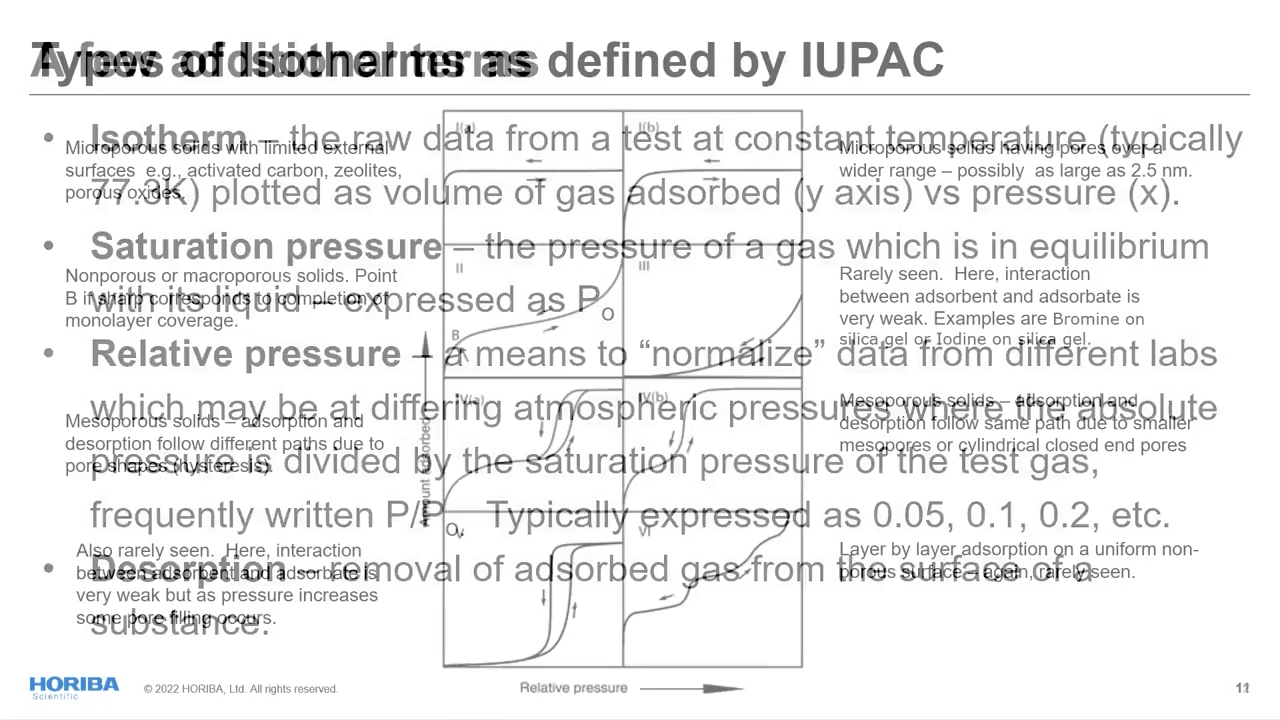 A few additional terms
Types of Isotherms as defined by IUPAC
• Isotherm – the raw data from a test at constant temperature (typically
77.3K) plotted as volume of gas adsorbed (y axis) vs pressure (x).
• Saturation pressure – the pressure of a gas which is in equilibrium
with its liquid – expressed as PO
• Relative pressure – a means to “normalize” data from different labs
which may be at differing atmospheric pressures where the absolute
pressure is divided by the saturation pressure of the test gas,
frequently written P/PO. Typically expressed as 0.05, 0.1, 0.2, etc.
• Desorption – removal of adsorbed gas from the surface of a
substance.
Microporous solids with limited external
surfaces e.g., activated carbon, zeolites,
porous oxides.
Microporous solids having pores over a
wider range – possibly as large as 2.5 nm.
Nonporous or macroporous solids. Point
B if sharp corresponds to completion of
monolayer coverage.
Rarely seen. Here, interaction
between adsorbent and adsorbate is
very weak. Examples are Bromine on
silica gel or Iodine on silica gel.
Mesoporous solids – adsorption and
desorption follow different paths due to
pore shapes (hysteresis).
Mesoporous solids – adsorption and
desorption follow same path due to smaller
mesopores or cylindrical closed end pores
Also rarely seen. Here, interaction
between adsorbent and adsorbate is
very weak but as pressure increases
some pore filling occurs.
Layer by layer adsorption on a uniform non-
porous surface – again, rarely seen.
I(a)
I(b)
II
III
B
IV(a)
IV(b)
V
VI
Amount adsorbed
Relative pressure
HORIBA
Scientific
© 2022 HORIBA, Ltd. All rights reserved.
11